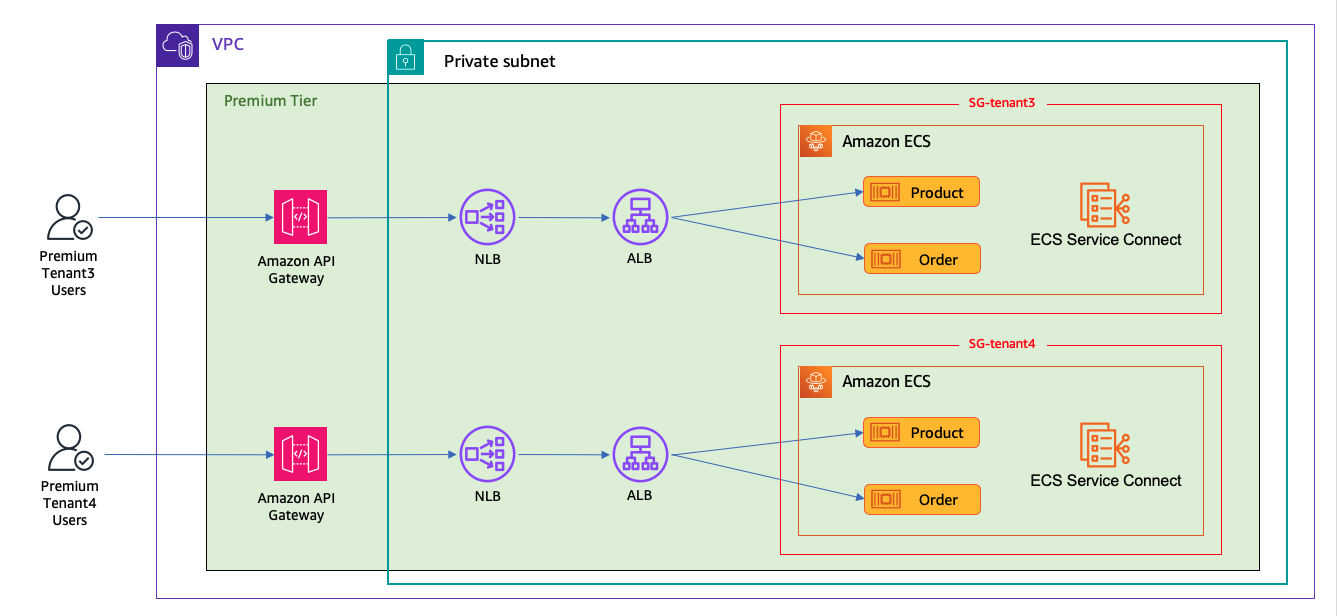 VPC
Private subnet
Premium Tier
SG-tenant3
Amazon ECS
Product
Order
ECS Service Connect
Premium
Tenant3
Users
Amazon API
Gateway
NLB
ALB
SG-tenant4
Amazon ECS
Product
Order
ECS Service Connect
Premium
Tenant4
Users
Amazon API
Gateway
NLB
ALB